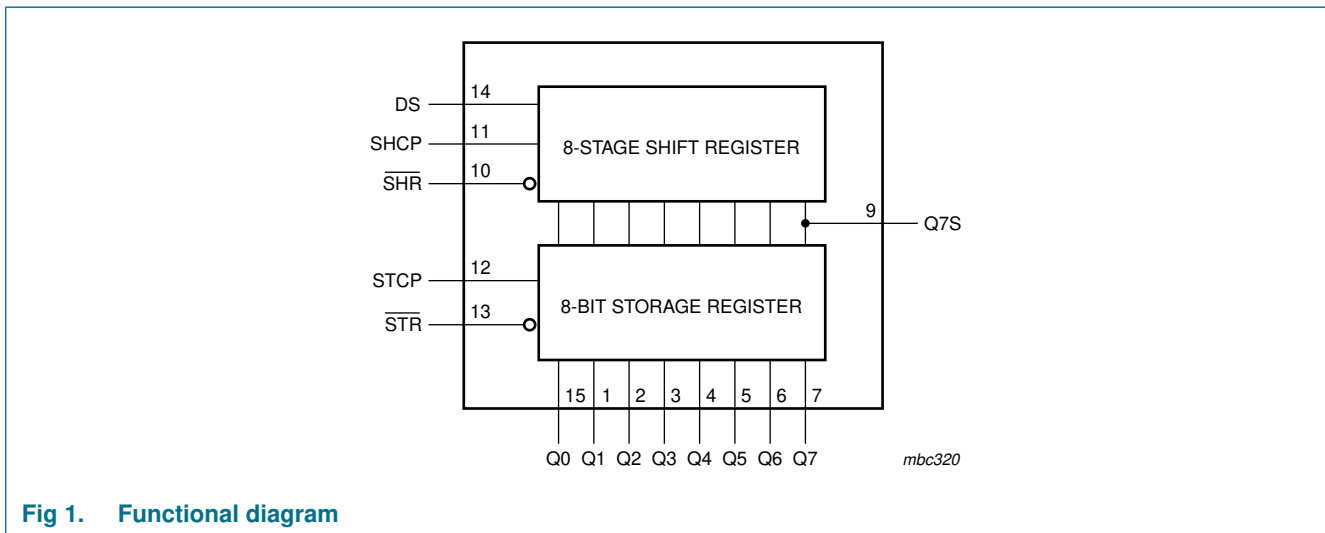 DS 14
SHCP 11
S̅H̅R̅ 10
8-STAGE SHIFT REGISTER
9 Q7S
STCP 12
S̅T̅R̅ 13
8-BIT STORAGE REGISTER
15 1 2 3 4 5 6 7
Q0 Q1 Q2 Q3 Q4 Q5 Q6 Q7
mbc320
Fig 1. Functional diagram